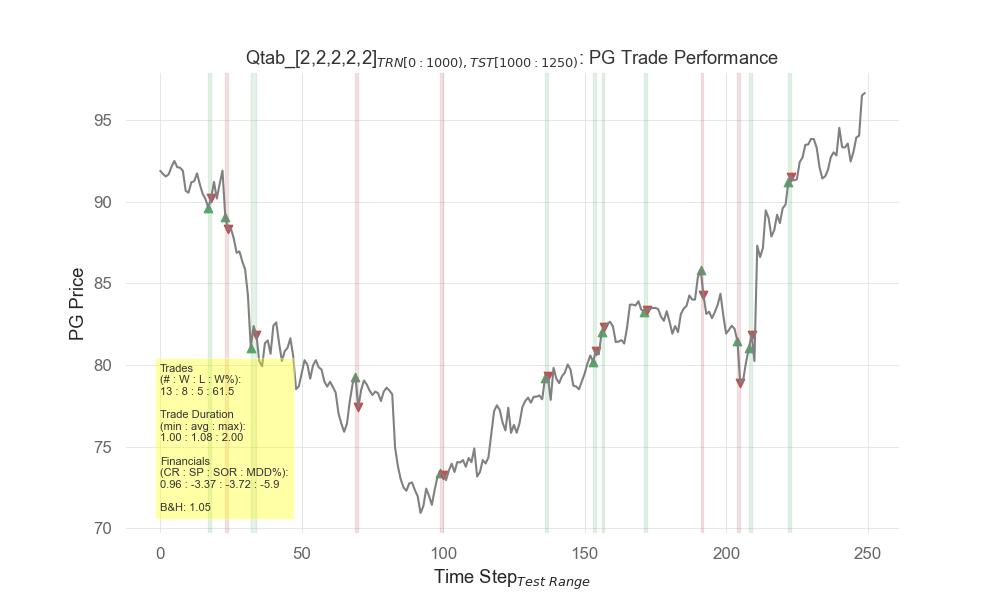 Qtab_[2,2,2,2,2]TRN[0 : 1000), TST[1000 : 1250): PG Trade Performance
PG Price
95
90
85
80
75
70
Trades
(# : W : L : W%):
13 : 8 : 5 : 61.5
Trade Duration
(min : avg : max):
1.00 : 1.08 : 2.00
Financials
(CR : SP : SOR : MDD%):
0.96 : -3.37 : -3.72 : -5.9
B&H: 1.05
0 50 100 150 200 250
Time StepTest Range